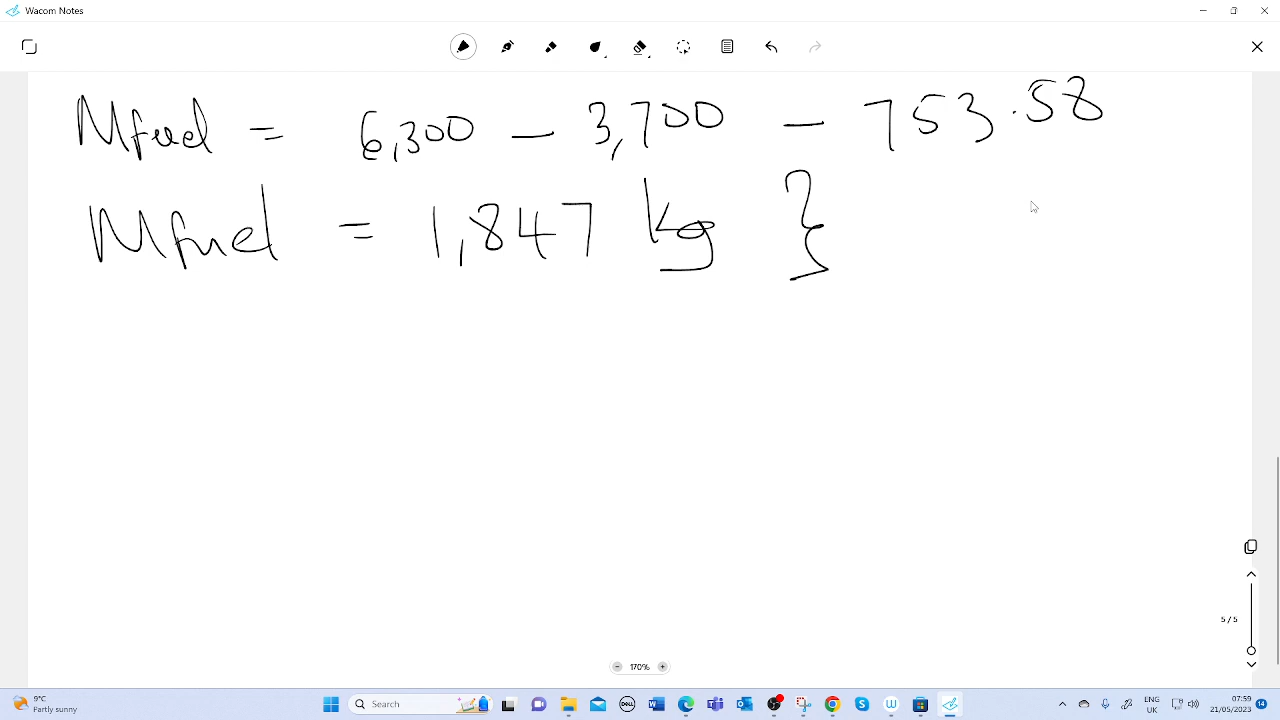 Wacom Notes
Mfuel = 6,300 - 3,700 - 753.58
Mfuel = 1,847 kg }
5 / 5
170%
9°C
Partly sunny
Search
ENG
UK
07:59
21/05/2023
14